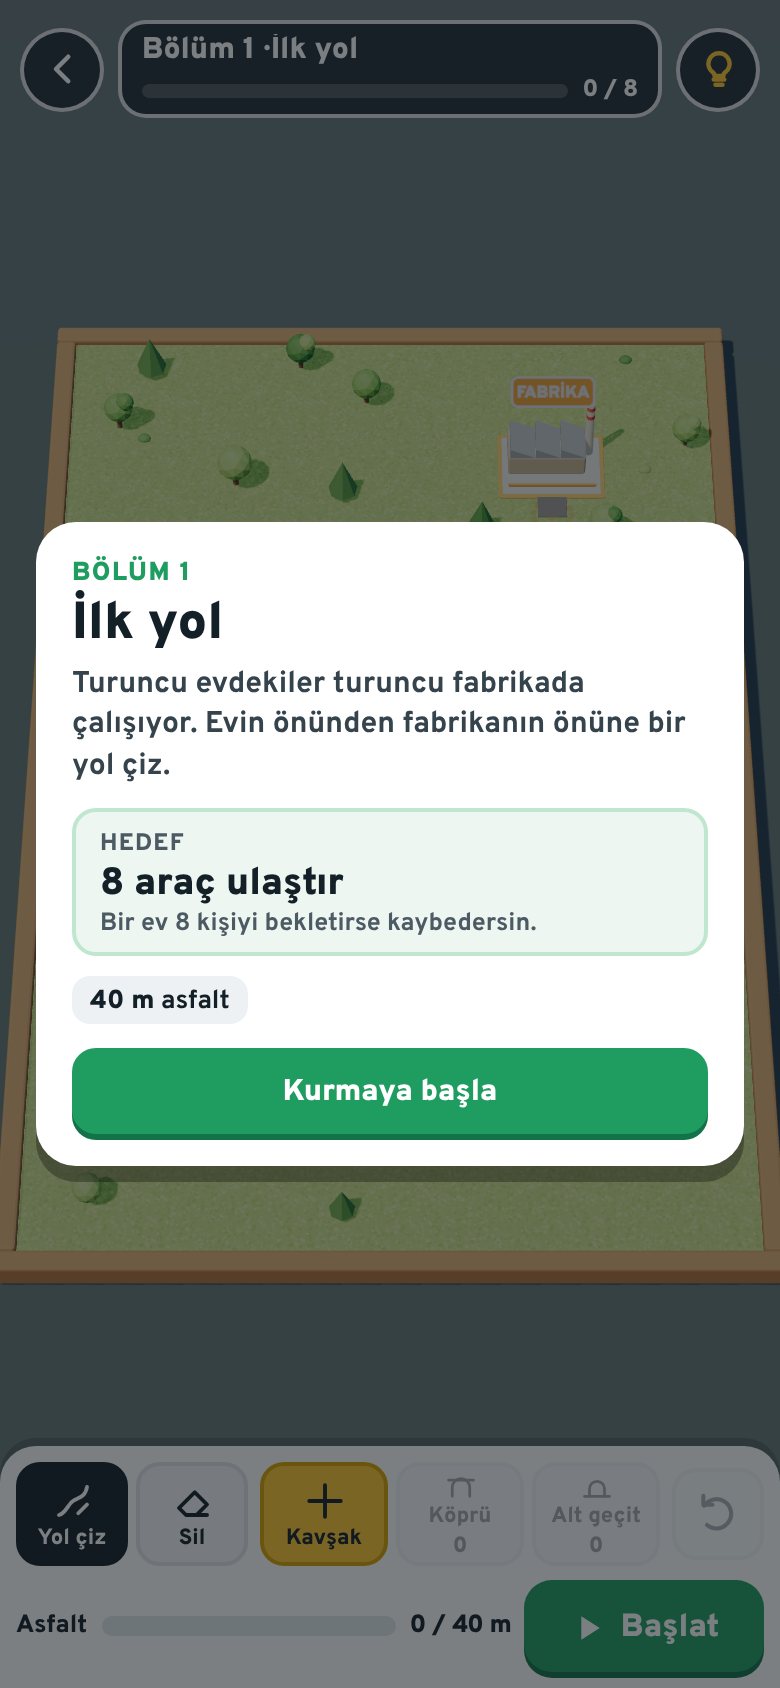 Bölüm 1 ·İlk yol
0 / 8
FABRİKA
BÖLÜM 1
İlk yol
Turuncu evdekiler turuncu fabrikada
çalışıyor. Evin önünden fabrikanın önüne bir
yol çiz.
HEDEF
8 araç ulaştır
Bir ev 8 kişiyi bekletirse kaybedersin.
40 m asfalt
Kurmaya başla
Yol çiz
Sil
Kavşak
Köprü
0
Alt geçit
0
Asfalt
0 / 40 m
Başlat